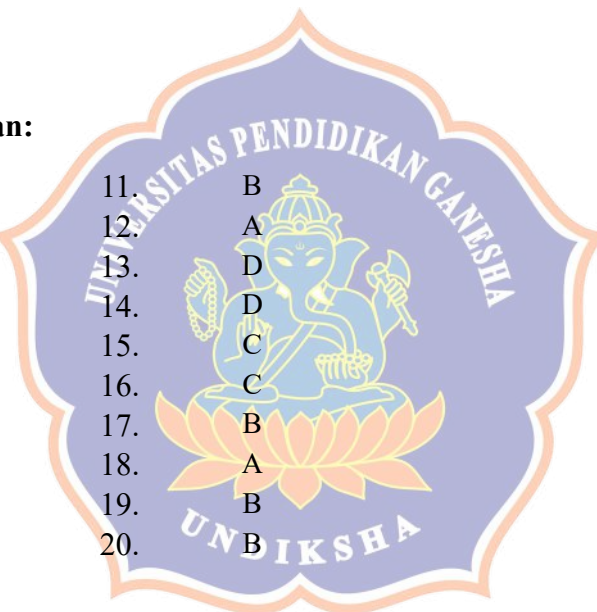 an:
UNIVERSITAS PENDIDIKAN GANESHA
11. B
12. A
13. D
14. D
15. C
16. C
17. B
18. A
19. B
20. B
UNDIKSHA